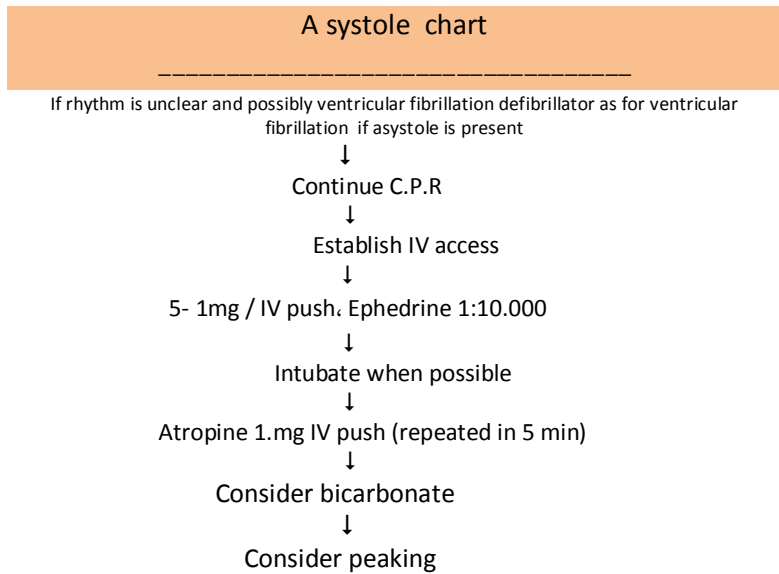 A systole chart
___________________________________
If rhythm is unclear and possibly ventricular fibrillation defibrillator as for ventricular
fibrillation if asystole is present
↓
Continue C.P.R
↓
Establish IV access
↓
5- 1mg / IV push، Ephedrine 1:10.000
↓
Intubate when possible
↓
Atropine 1.mg IV push (repeated in 5 min)
↓
Consider bicarbonate
↓
Consider peaking